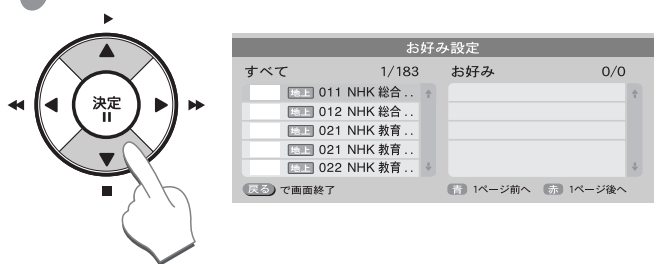 決定
お好み設定
すべて 1/183 お好み 0/0
地上 011 NHK 総合 . .
地上 012 NHK 総合 . .
地上 021 NHK 教育 . .
地上 021 NHK 教育 . .
地上 022 NHK 教育 . .
戻る で画面終了 青 1ページ前へ 赤 1ページ後へ